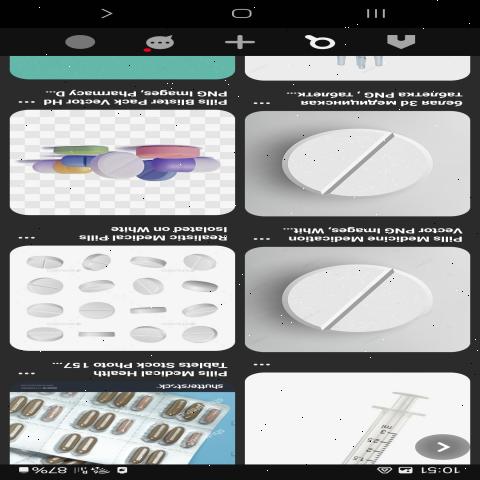 10:51 87%
shutterstock
Pills Medical Health
Tablets Stock Photo 157...
Pills Medicine Medication
Vector PNG Images, Whit...
Realistic Medical Pills
Isolated on White
белая 3d медицинская
таблетка PNG , таблетк...
Pills Blister Pack Vector Hd
PNG Images, Pharmacy D...